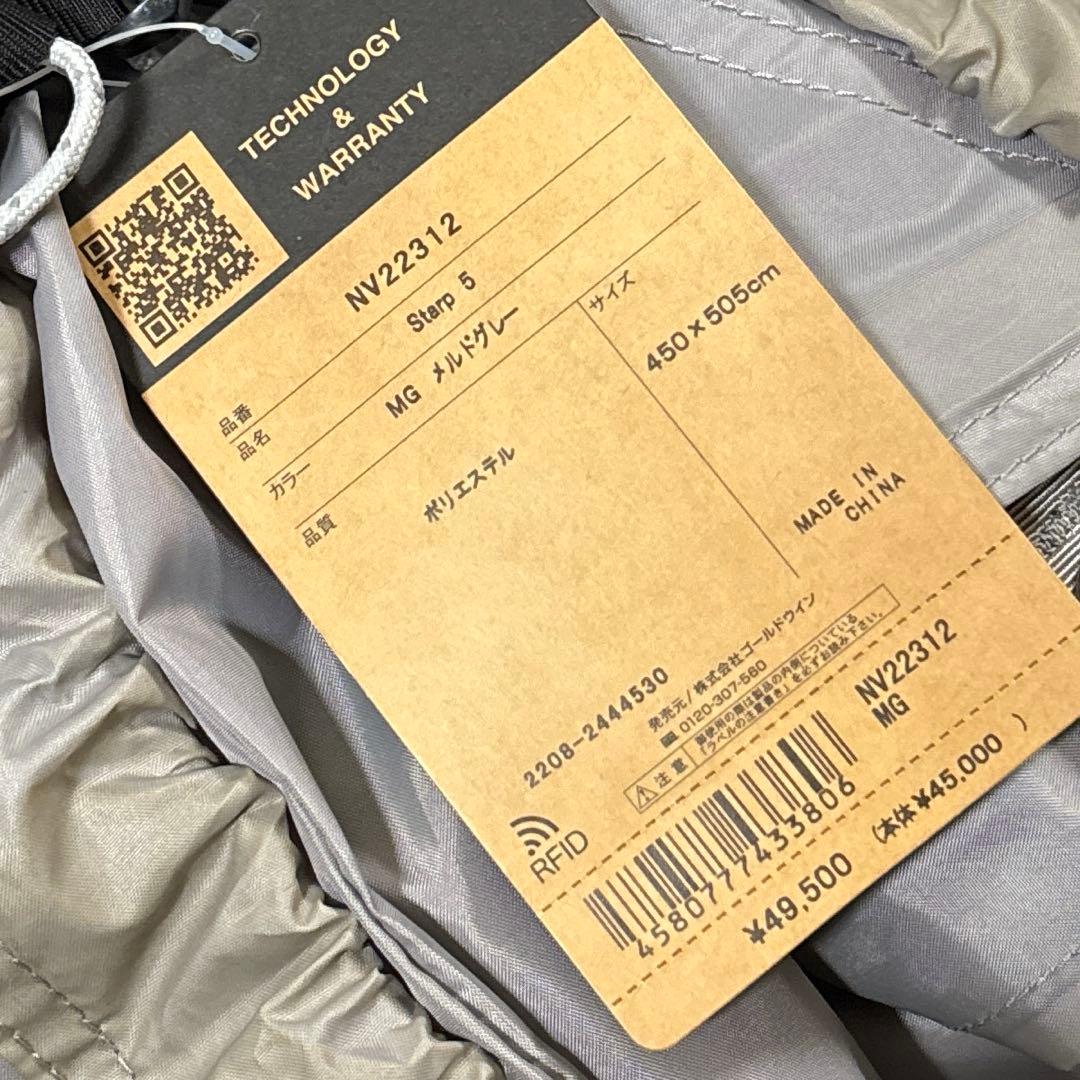 TECHNOLOGY
&
WARRANTY
品番 NV22312
品名 Starp 5
カラー MG メルドグレー
品質 ポリエステル
サイズ
450×505cm
MADE IN
CHINA
2208-2444530
発売元/株式会社ゴールドウイン
0120-307-560
注意
御使用の際は製品の内側についている
「ラベルの注意書き」を必ずお読み下さい。
RFID
NV22312
MG
4580777433806
¥49,500 (本体¥45,000 )